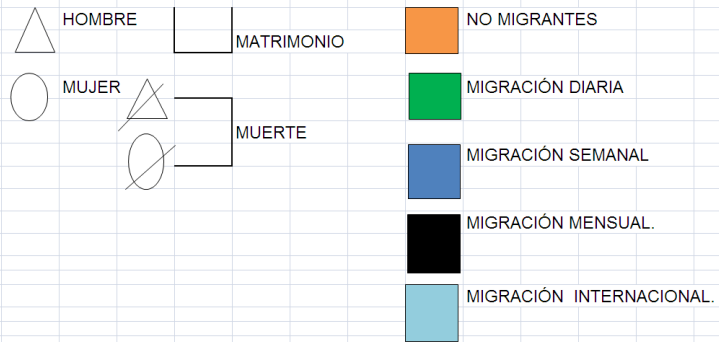 HOMBRE
MATRIMONIO
MUJER
MUERTE
NO MIGRANTES
MIGRACIÓN DIARIA
MIGRACIÓN SEMANAL
MIGRACIÓN MENSUAL.
MIGRACIÓN INTERNACIONAL.